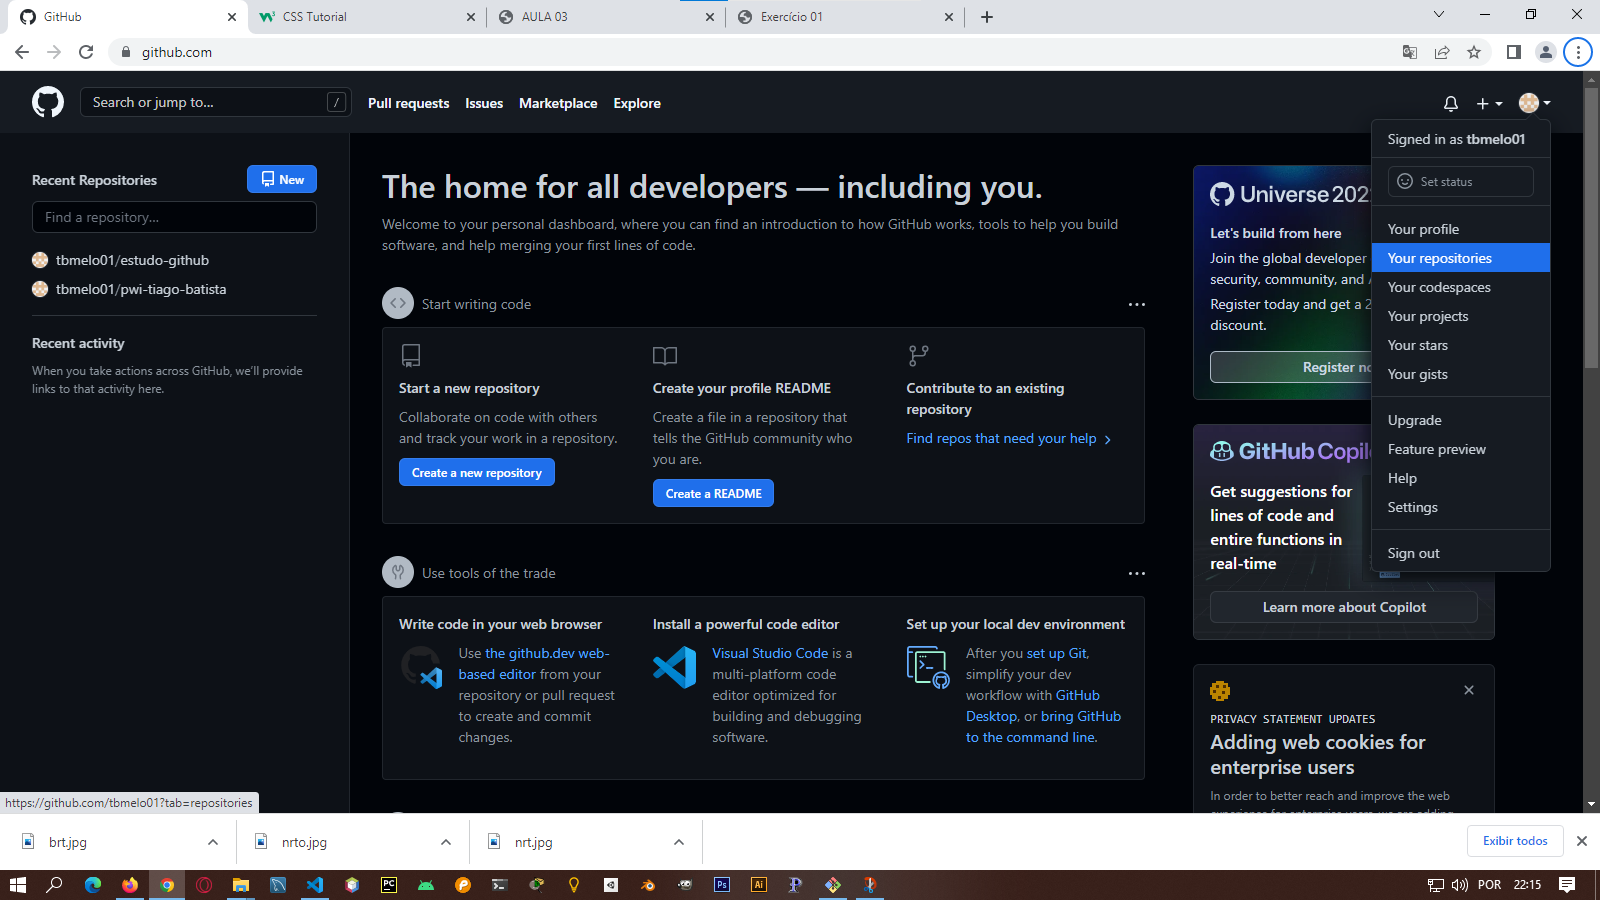 GitHub
CSS Tutorial
AULA 03
Exercício 01
github.com
Search or jump to...
/
Pull requests
Issues
Marketplace
Explore
Signed in as tbmelo01
Set status
Your profile
Your repositories
Your codespaces
Your projects
Your stars
Your gists
Upgrade
Feature preview
Help
Settings
Sign out
Recent Repositories
New
Find a repository...
tbmelo01/estudo-github
tbmelo01/pwi-tiago-batista
Recent activity
When you take actions across GitHub, we'll provide
links to that activity here.
The home for all developers — including you.
Welcome to your personal dashboard, where you can find an introduction to how GitHub works, tools to help you build
software, and help merging your first lines of code.
Start writing code
Start a new repository
Collaborate on code with others
and track your work in a repository.
Create a new repository
Create your profile README
Create a file in a repository that
tells the GitHub community who
you are.
Create a README
Contribute to an existing
repository
Find repos that need your help
Use tools of the trade
Write code in your web browser
Use the github.dev web-
based editor from your
repository or pull request
to create and commit
changes.
Install a powerful code editor
Visual Studio Code is a
multi-platform code
editor optimized for
building and debugging
software.
Set up your local dev environment
After you set up Git,
simplify your dev
workflow with GitHub
Desktop, or bring GitHub
to the command line.
Universe 202
Let's build from here
Join the global developer
security, community, and
Register today and get a 2
discount.
Register no
GitHub Copil
Get suggestions for
lines of code and
entire functions in
real-time
Learn more about Copilot
PRIVACY STATEMENT UPDATES
Adding web cookies for
enterprise users
In order to better reach and improve the web
https://github.com/tbmelo01?tab=repositories
brt.jpg
nrto.jpg
nrt.jpg
Exibir todos
PC
Ps
Ai
POR
22:15